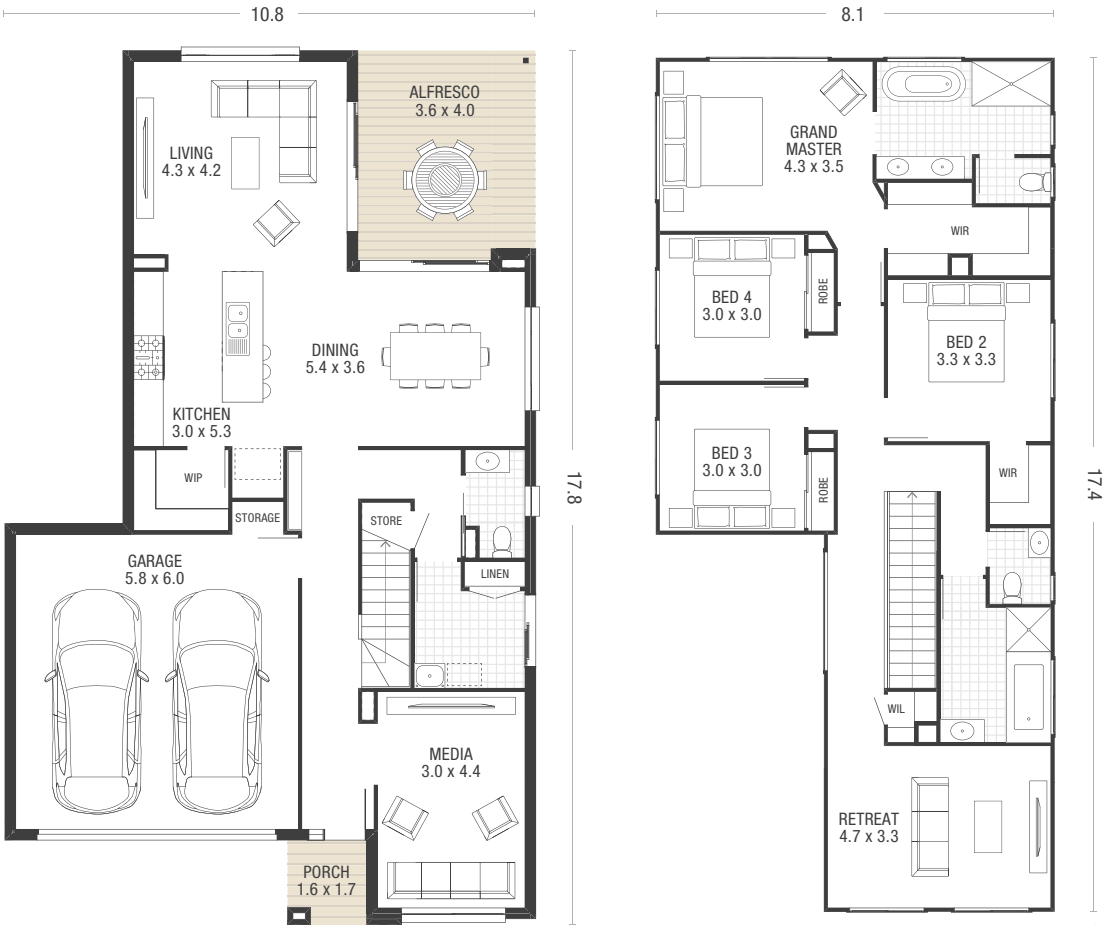 10.8
ALFRESCO
3.6 x 4.0
LIVING
4.3 x 4.2
DINING
5.4 x 3.6
KITCHEN
3.0 x 5.3
WIP
STORAGE
STORE
LINEN
GARAGE
5.8 x 6.0
MEDIA
3.0 x 4.4
PORCH
1.6 x 1.7
17.8
8.1
GRAND
MASTER
4.3 x 3.5
WIR
BED 4
3.0 x 3.0
ROBE
BED 2
3.3 x 3.3
BED 3
3.0 x 3.0
ROBE
WIR
WIL
RETREAT
4.7 x 3.3
17.4